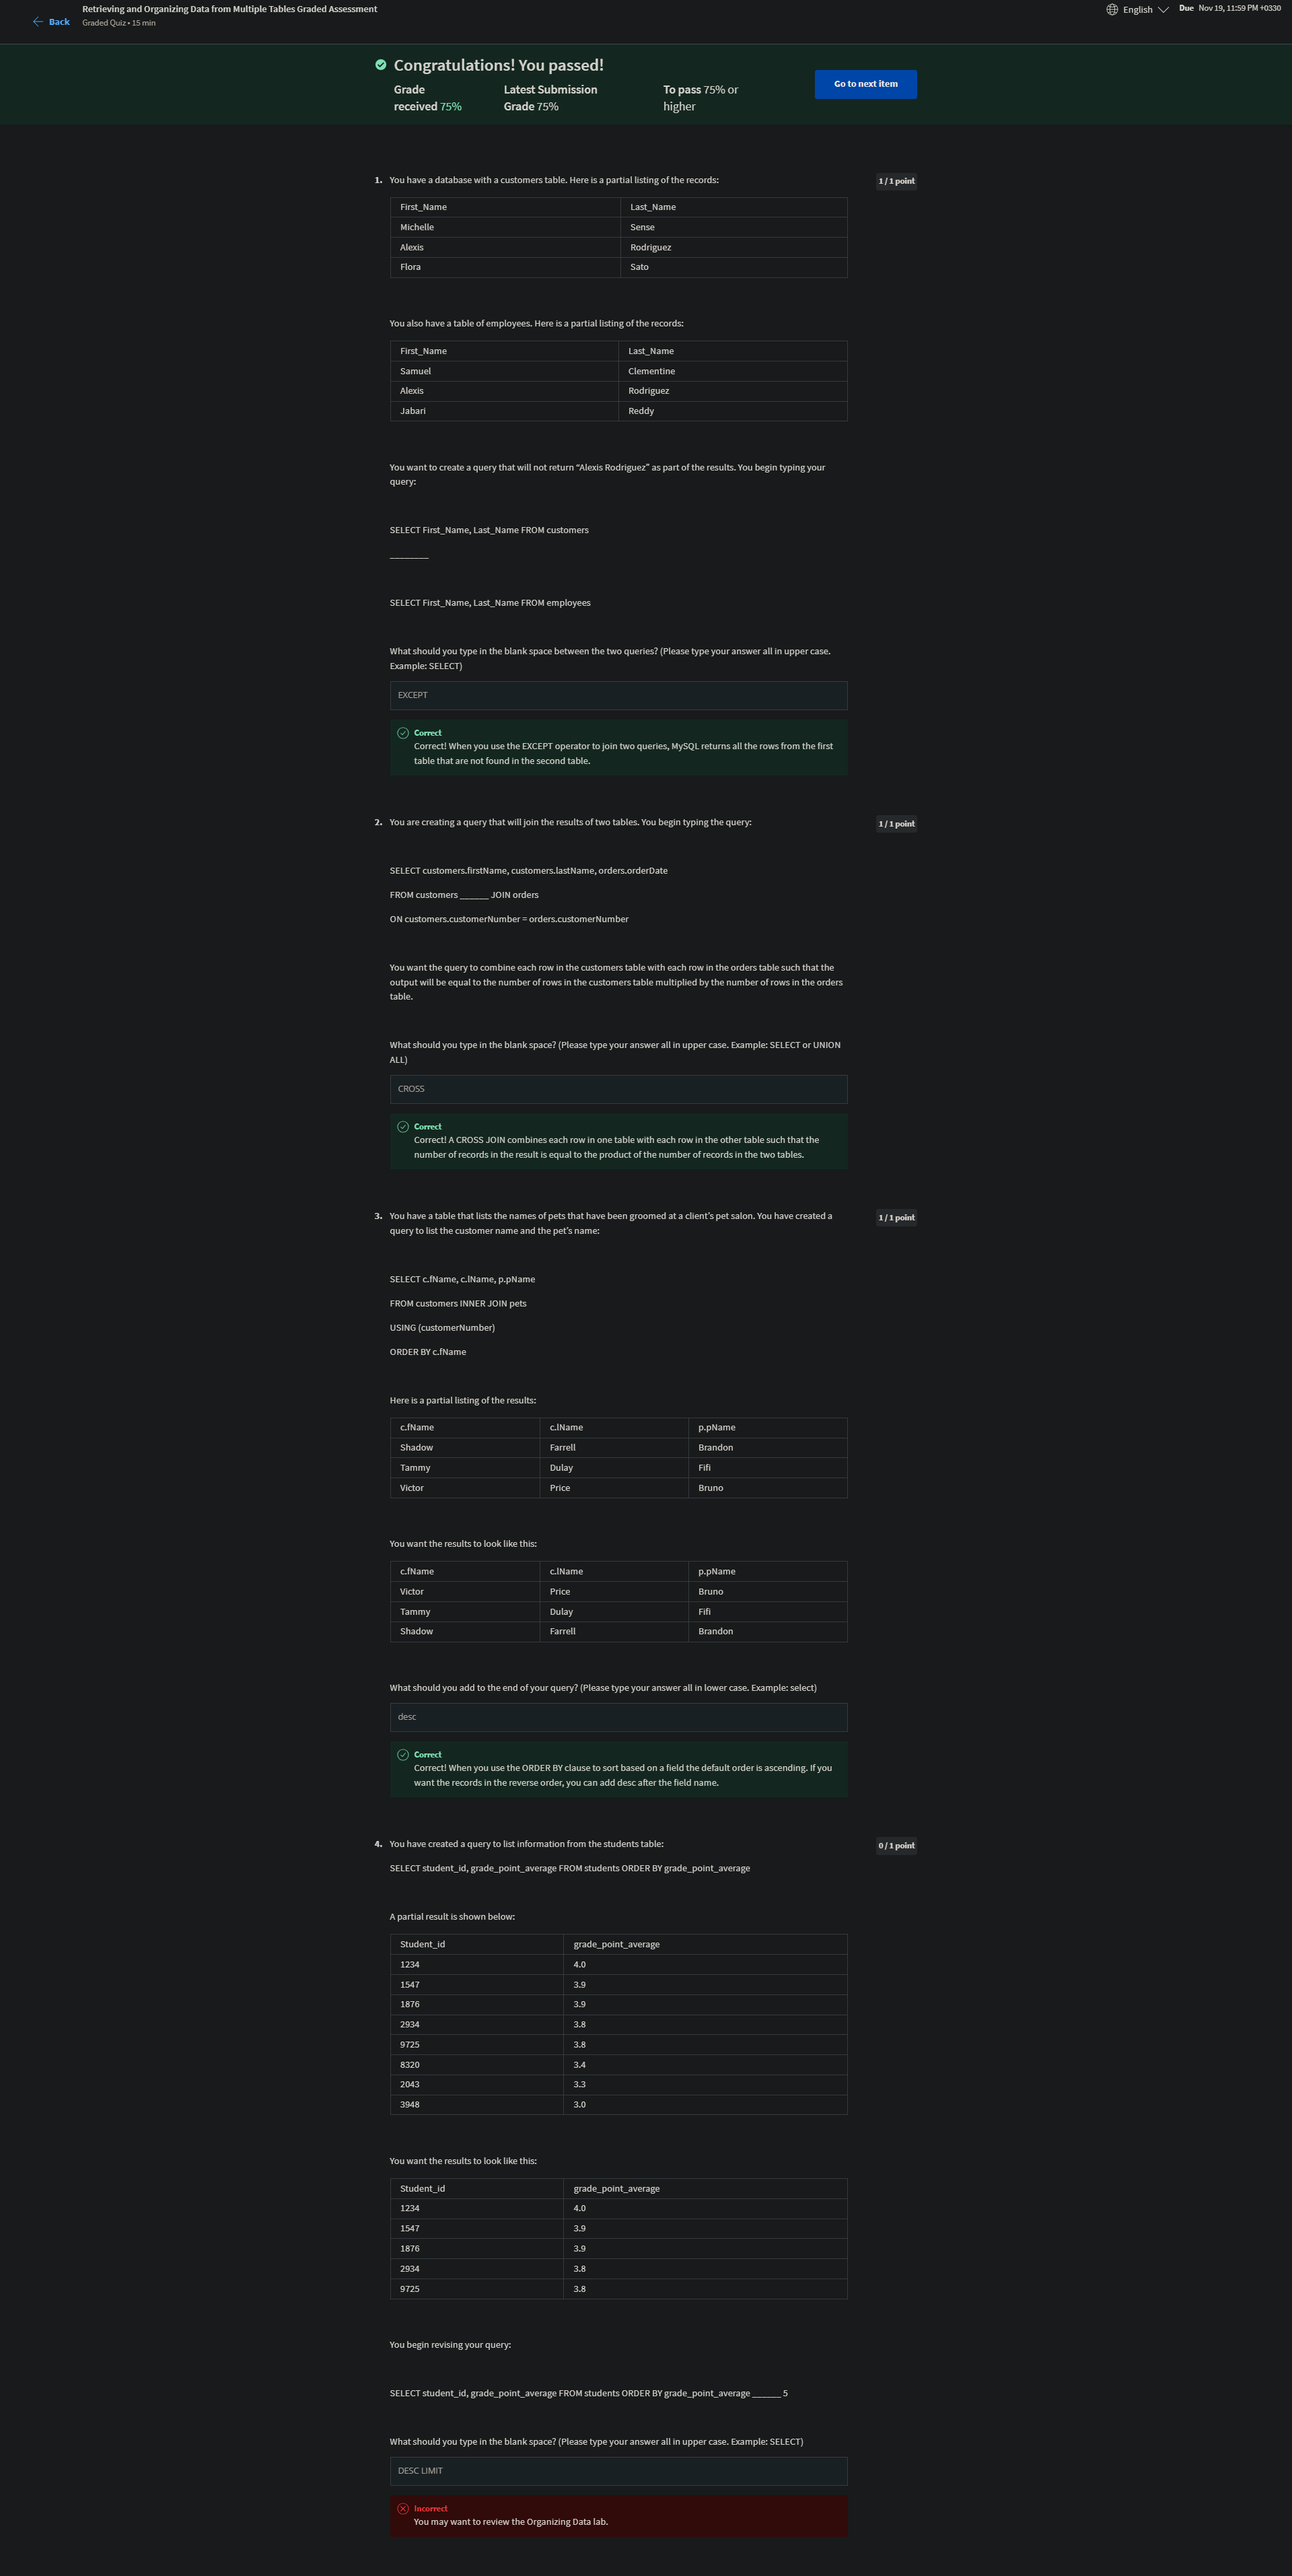 Retrieving and Organizing Data from Multiple Tables Graded Assessment
Back
Graded Quiz • 15 min
English
Due Nov 19, 11:59 PM +0330
Congratulations! You passed!
Grade received 75%
Latest Submission Grade 75%
To pass 75% or higher
Go to next item
1. You have a database with a customers table. Here is a partial listing of the records:
1 / 1 point
First_Name Last_Name
Michelle Sense
Alexis Rodriguez
Flora Sato
You also have a table of employees. Here is a partial listing of the records:
First_Name Last_Name
Samuel Clementine
Alexis Rodriguez
Jabari Reddy
You want to create a query that will not return “Alexis Rodriguez” as part of the results. You begin typing your
query:
SELECT First_Name, Last_Name FROM customers
________
SELECT First_Name, Last_Name FROM employees
What should you type in the blank space between the two queries? (Please type your answer all in upper case.
Example: SELECT)
EXCEPT
Correct
Correct! When you use the EXCEPT operator to join two queries, MySQL returns all the rows from the first
table that are not found in the second table.
2. You are creating a query that will join the results of two tables. You begin typing the query:
1 / 1 point
SELECT customers.firstName, customers.lastName, orders.orderDate
FROM customers ______ JOIN orders
ON customers.customerNumber = orders.customerNumber
You want the query to combine each row in the customers table with each row in the orders table such that the
output will be equal to the number of rows in the customers table multiplied by the number of rows in the orders
table.
What should you type in the blank space? (Please type your answer all in upper case. Example: SELECT or UNION
ALL)
CROSS
Correct
Correct! A CROSS JOIN combines each row in one table with each row in the other table such that the
number of records in the result is equal to the product of the number of records in the two tables.
3. You have a table that lists the names of pets that have been groomed at a client’s pet salon. You have created a
query to list the customer name and the pet’s name:
1 / 1 point
SELECT c.fName, c.lName, p.pName
FROM customers INNER JOIN pets
USING (customerNumber)
ORDER BY c.fName
Here is a partial listing of the results:
c.fName c.lName p.pName
Shadow Farrell Brandon
Tammy Dulay Fifi
Victor Price Bruno
You want the results to look like this:
c.fName c.lName p.pName
Victor Price Bruno
Tammy Dulay Fifi
Shadow Farrell Brandon
What should you add to the end of your query? (Please type your answer all in lower case. Example: select)
desc
Correct
Correct! When you use the ORDER BY clause to sort based on a field the default order is ascending. If you
want the records in the reverse order, you can add desc after the field name.
4. You have created a query to list information from the students table:
0 / 1 point
SELECT student_id, grade_point_average FROM students ORDER BY grade_point_average
A partial result is shown below:
Student_id grade_point_average
1234 4.0
1547 3.9
1876 3.9
2934 3.8
9725 3.8
8320 3.4
2043 3.3
3948 3.0
You want the results to look like this:
Student_id grade_point_average
1234 4.0
1547 3.9
1876 3.9
2934 3.8
9725 3.8
You begin revising your query:
SELECT student_id, grade_point_average FROM students ORDER BY grade_point_average ______ 5
What should you type in the blank space? (Please type your answer all in upper case. Example: SELECT)
DESC LIMIT
Incorrect
You may want to review the Organizing Data lab.